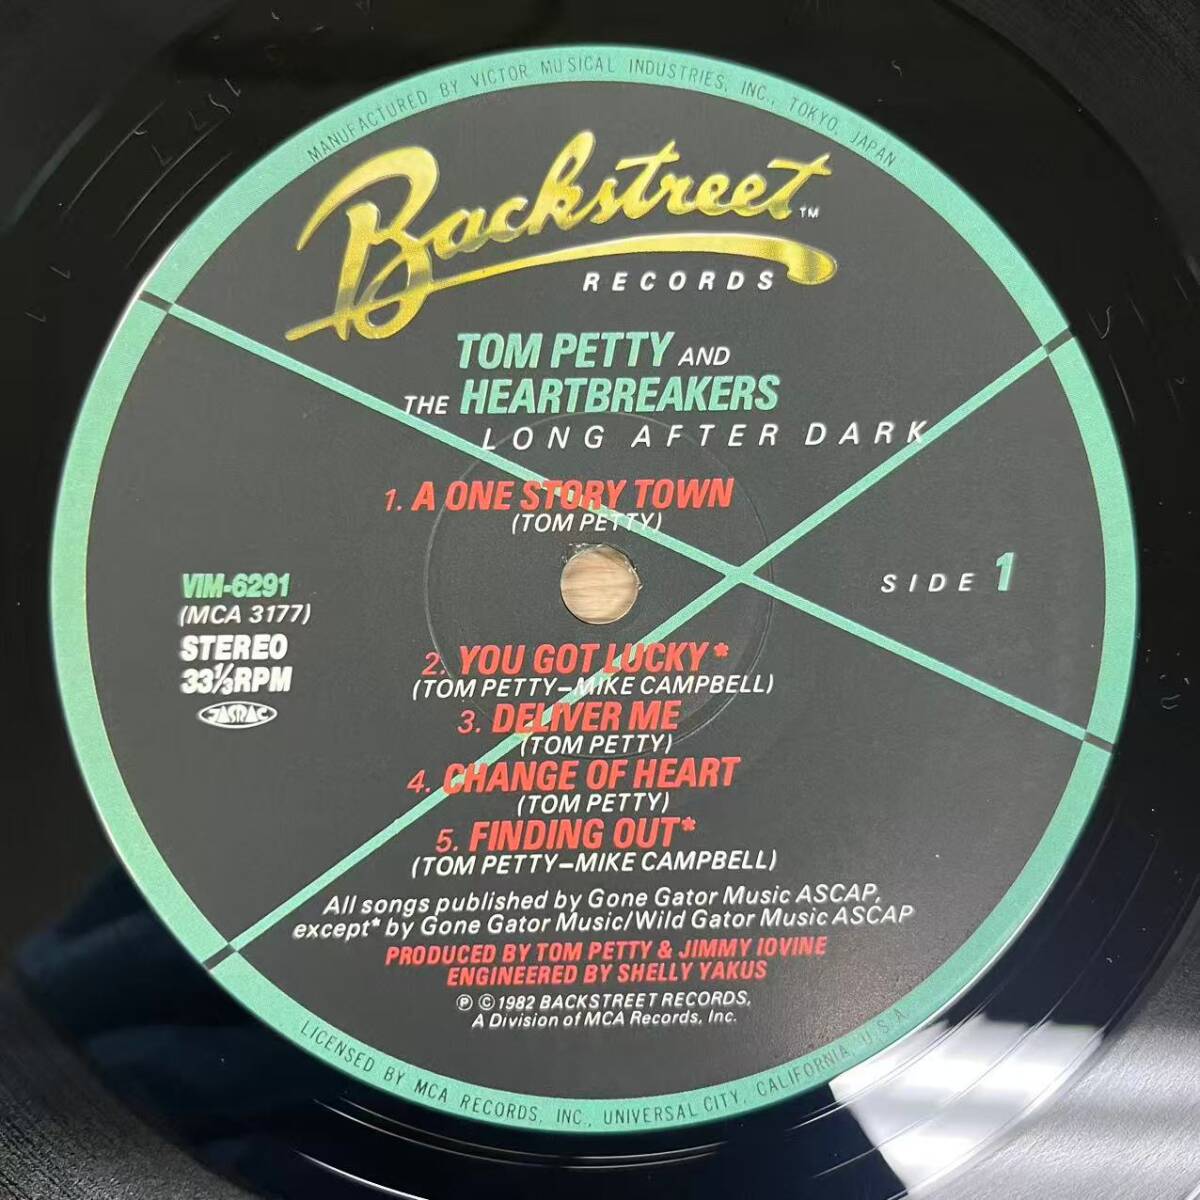 MANUFACTURED BY VICTOR MUSICAL INDUSTRIES, INC., TOKYO, JAPAN
Backstreet™
RECORDS
TOM PETTY AND
THE HEARTBREAKERS
LONG AFTER DARK
1. A ONE STORY TOWN
(TOM PETTY)
SIDE 1
VIM-6291
(MCA 3177)
STEREO
33⅓RPM
JASRAC
2. YOU GOT LUCKY*
(TOM PETTY–MIKE CAMPBELL)
3. DELIVER ME
(TOM PETTY)
4. CHANGE OF HEART
(TOM PETTY)
5. FINDING OUT*
(TOM PETTY–MIKE CAMPBELL)
All songs published by Gone Gator Music ASCAP,
except* by Gone Gator Music/Wild Gator Music ASCAP
PRODUCED BY TOM PETTY & JIMMY IOVINE
ENGINEERED BY SHELLY YAKUS
℗ © 1982 BACKSTREET RECORDS,
A Division of MCA Records, Inc.
LICENSED BY MCA RECORDS, INC., UNIVERSAL CITY, CALIFORNIA, U.S.A.